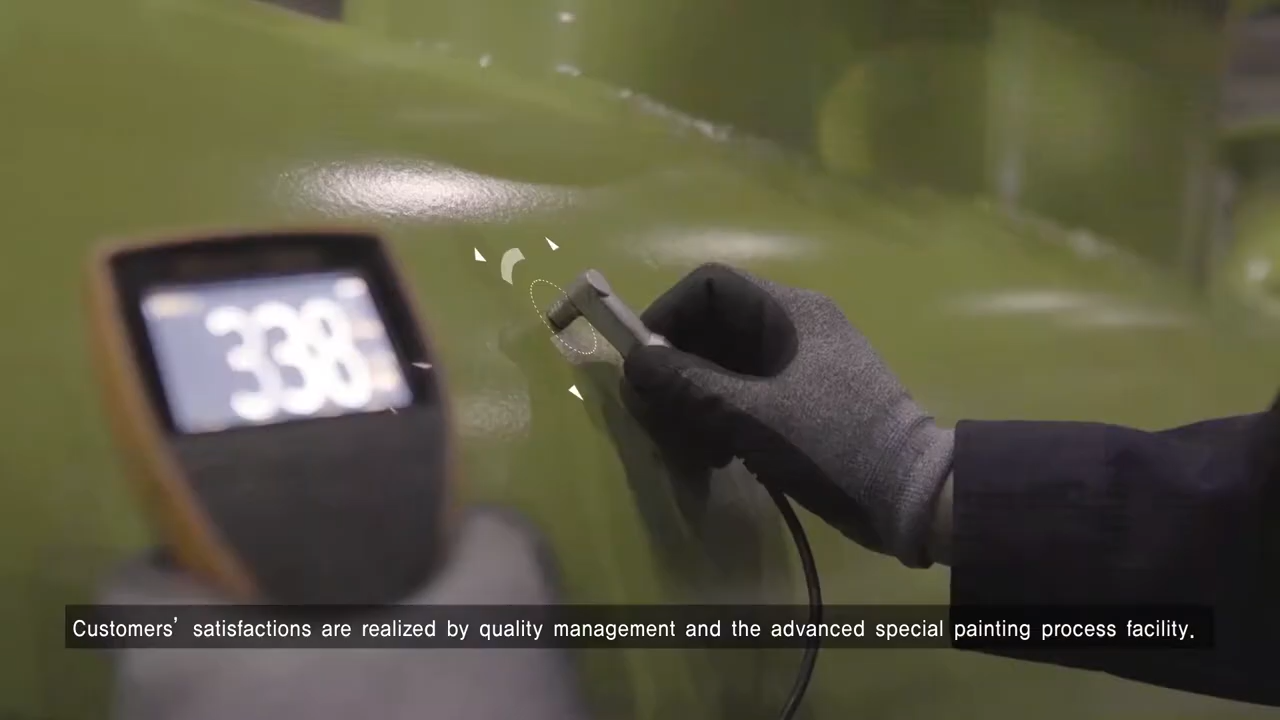 338
Customers’ satisfactions are realized by quality management and the advanced special painting process facility.